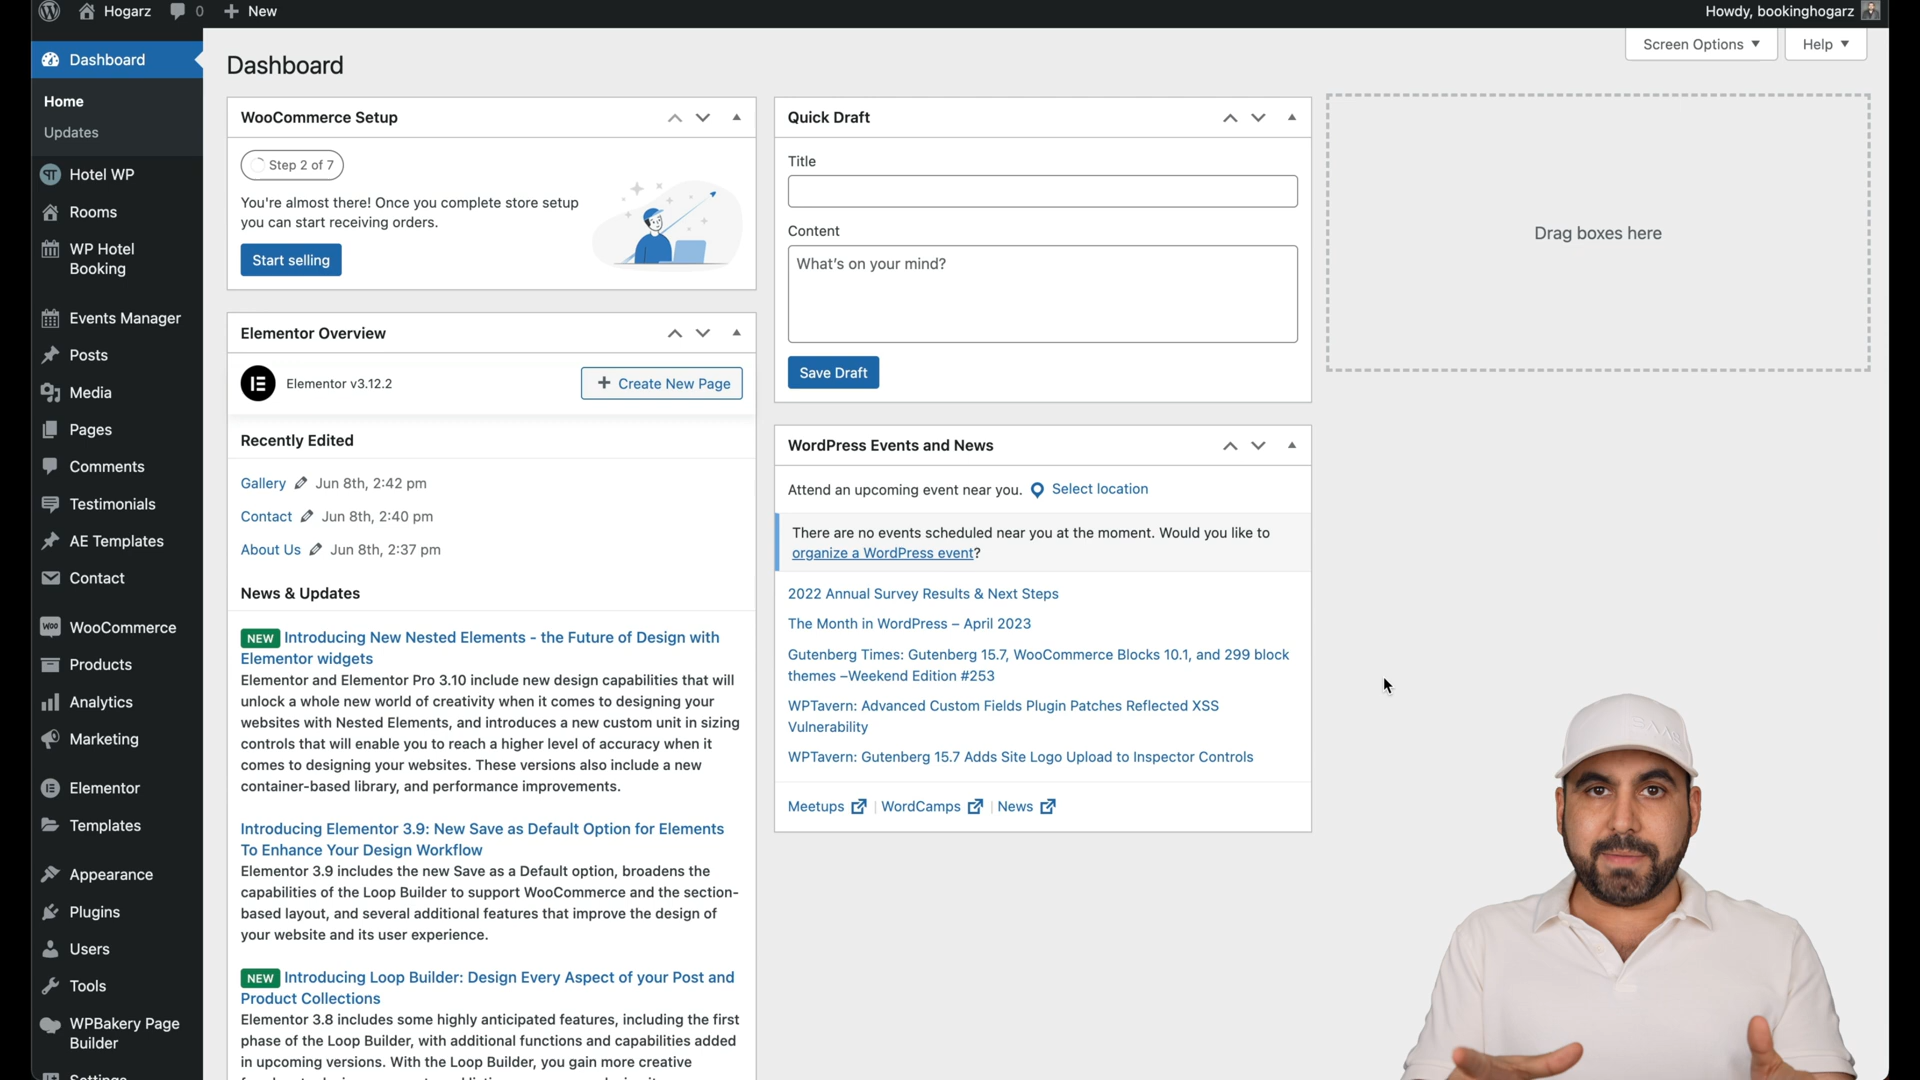 Hogarz 0 New
Howdy, bookinghogarz
Screen Options
Help
Dashboard
Home
Updates
Hotel WP
Rooms
WP Hotel
Booking
Events Manager
Posts
Media
Pages
Comments
Testimonials
AE Templates
Contact
WooCommerce
Products
Analytics
Marketing
Elementor
Templates
Appearance
Plugins
Users
Tools
WPBakery Page
Builder
Settings
Dashboard
WooCommerce Setup
Step 2 of 7
You're almost there! Once you complete store setup
you can start receiving orders.
Start selling
Elementor Overview
Elementor v3.12.2
Create New Page
Recently Edited
Gallery Jun 8th, 2:42 pm
Contact Jun 8th, 2:40 pm
About Us Jun 8th, 2:37 pm
News & Updates
NEW Introducing New Nested Elements - the Future of Design with
Elementor widgets
Elementor and Elementor Pro 3.10 include new design capabilities that will
unlock a whole new world of creativity when it comes to designing your
websites with Nested Elements, and introduces a new custom unit in sizing
controls that will enable you to reach a higher level of accuracy when it
comes to designing your websites. These versions also include a new
container-based library, and performance improvements.
Introducing Elementor 3.9: New Save as Default Option for Elements
To Enhance Your Design Workflow
Elementor 3.9 includes the new Save as a Default option, broadens the
capabilities of the Loop Builder to support WooCommerce and the section-
based layout, and several additional features that improve the design of
your website and its user experience.
NEW Introducing Loop Builder: Design Every Aspect of your Post and
Product Collections
Elementor 3.8 includes some highly anticipated features, including the first
phase of the Loop Builder, with additional functions and capabilities added
in upcoming versions. With the Loop Builder, you gain more creative
Quick Draft
Title
Content
What's on your mind?
Save Draft
WordPress Events and News
Attend an upcoming event near you. Select location
There are no events scheduled near you at the moment. Would you like to
organize a WordPress event?
2022 Annual Survey Results & Next Steps
The Month in WordPress – April 2023
Gutenberg Times: Gutenberg 15.7, WooCommerce Blocks 10.1, and 299 block
themes –Weekend Edition #253
WPTavern: Advanced Custom Fields Plugin Patches Reflected XSS
Vulnerability
WPTavern: Gutenberg 15.7 Adds Site Logo Upload to Inspector Controls
Meetups | WordCamps | News
Drag boxes here